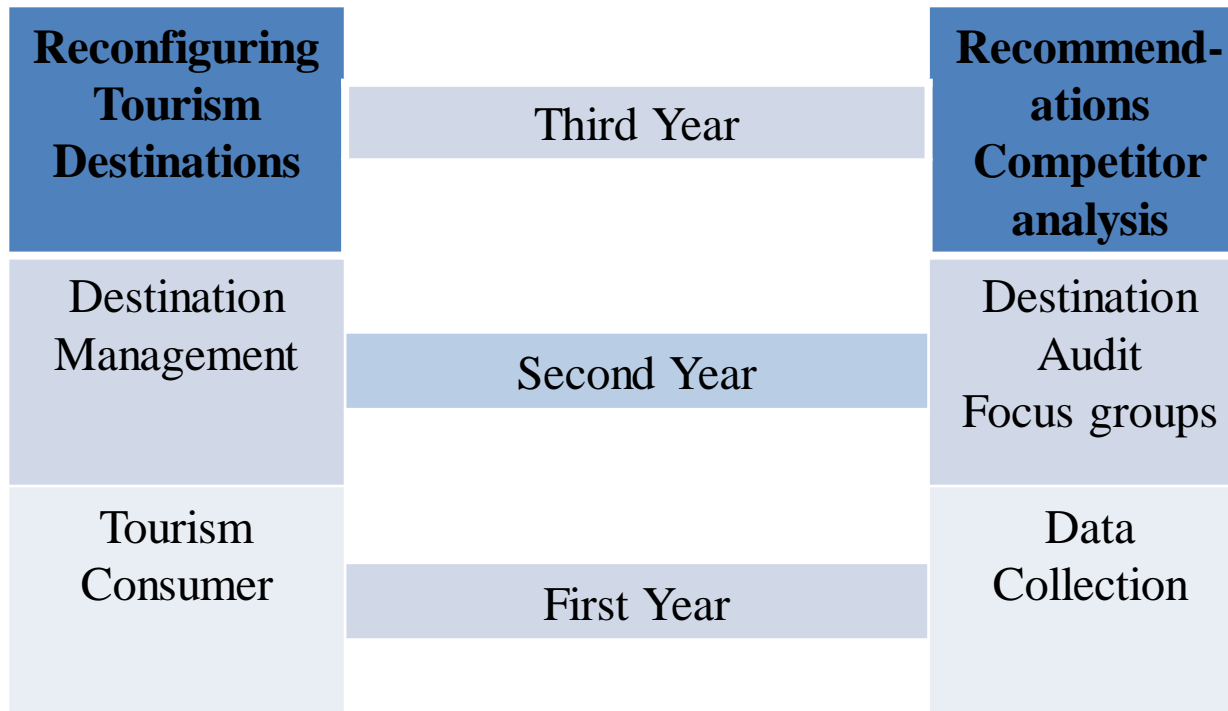 Reconfiguring
Tourism
Destinations
Third Year
Recommend-
ations
Competitor
analysis
Destination
Management
Second Year
Destination
Audit
Focus groups
Tourism
Consumer
First Year
Data
Collection